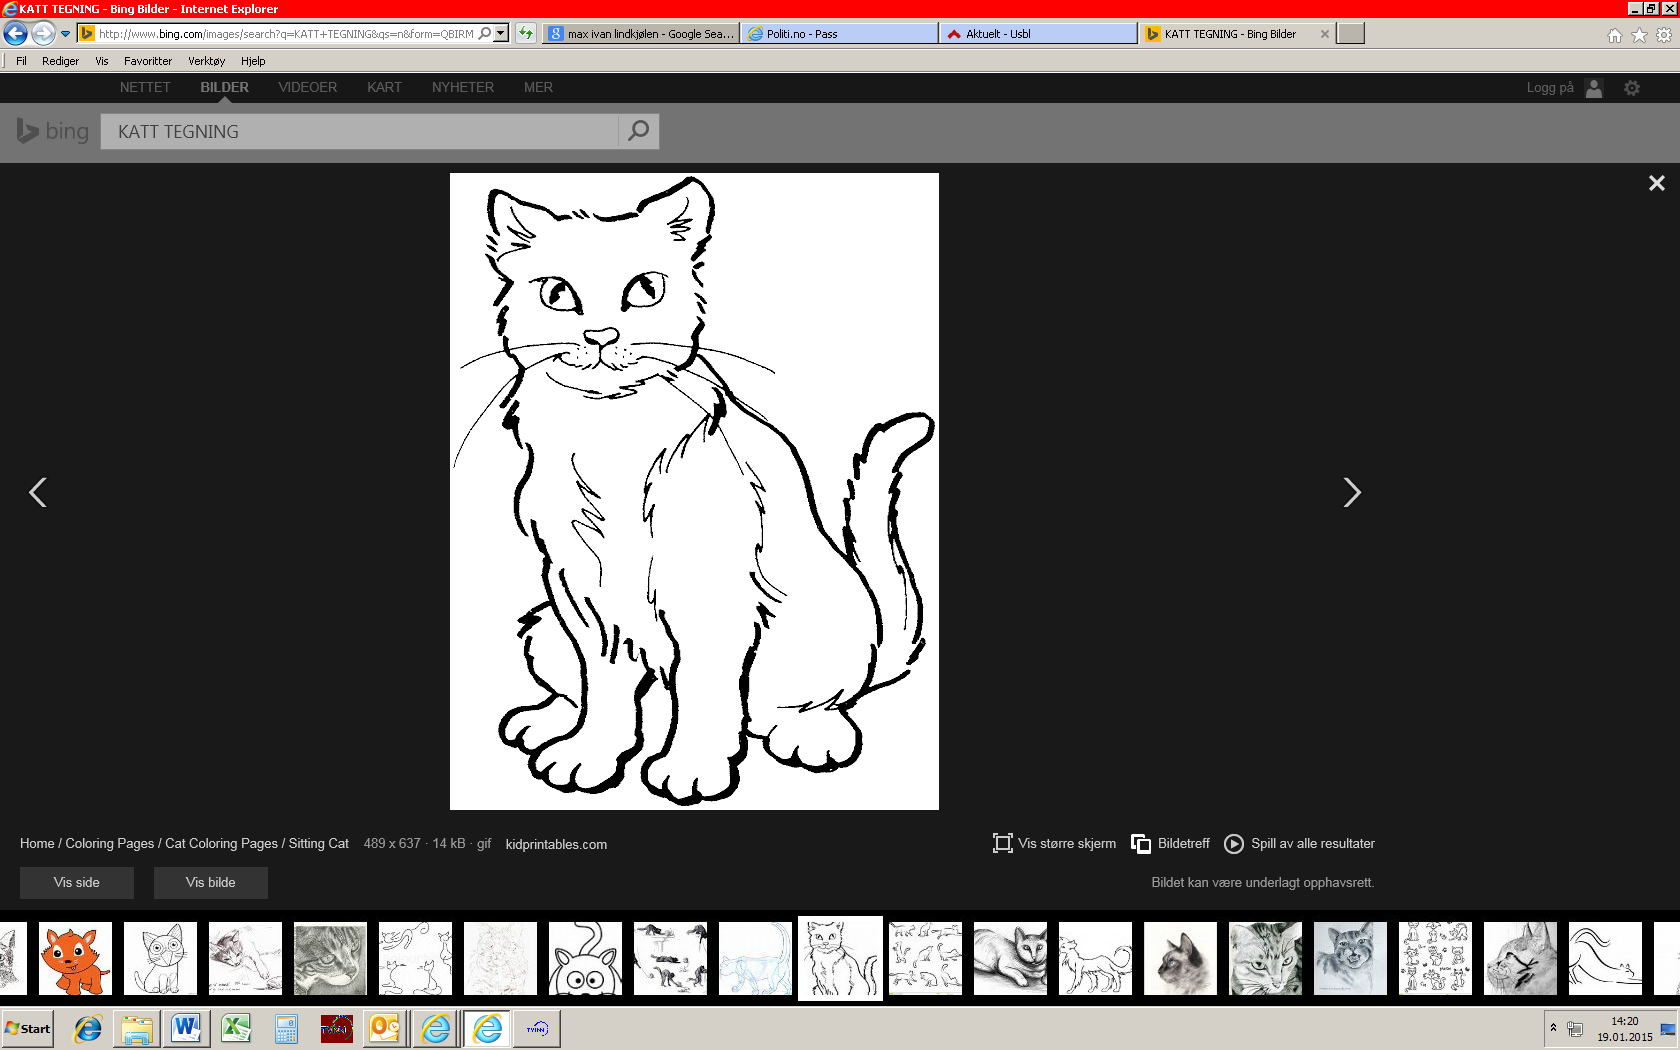 KATT TEGNING - Bing Bilder - Internet Explorer
http://www.bing.com/images/search?q=KATT+TEGNING&qs=n&form=QBIRM
max ivan lindkjølen - Google Sea...
Politi.no - Pass
Aktuelt - Usbl
KATT TEGNING - Bing Bilder
Fil Rediger Vis Favoritter Verktøy Hjelp
NETTET BILDER VIDEOER KART NYHETER MER Logg på
bing KATT TEGNING
Home / Coloring Pages / Cat Coloring Pages / Sitting Cat 489 x 637 · 14 kB · gif kidprintables.com Vis større skjerm Bildetreff Spill av alle resultater
Vis side Vis bilde Bildet kan være underlagt opphavsrett.
Start TVINN 14:20
19.01.2015